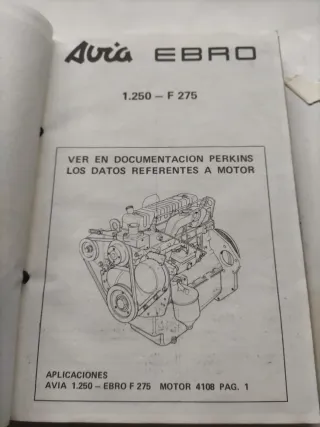 Avia EBRO
1.250 – F 275
VER EN DOCUMENTACION PERKINS
LOS DATOS REFERENTES A MOTOR
APLICACIONES
AVIA 1.250 – EBRO F 275 MOTOR 4108 PAG. 1